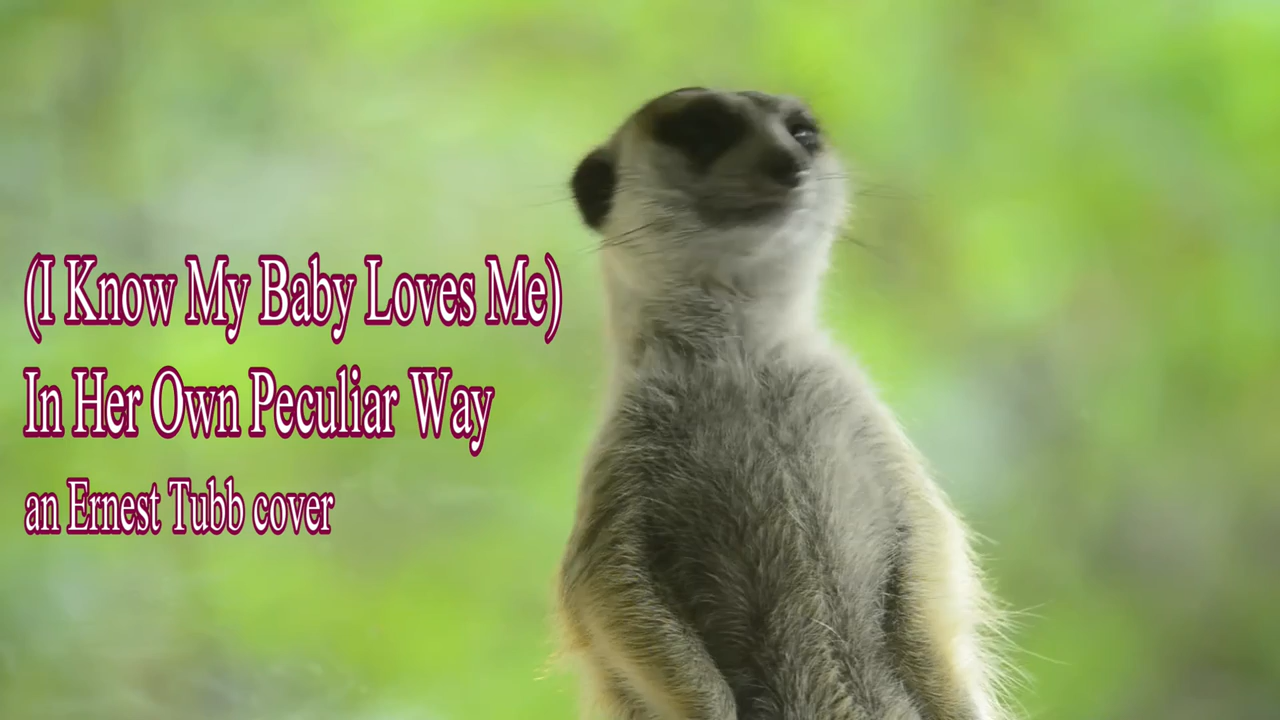 (I Know My Baby Loves Me)
In Her Own Peculiar Way
an Ernest Tubb cover